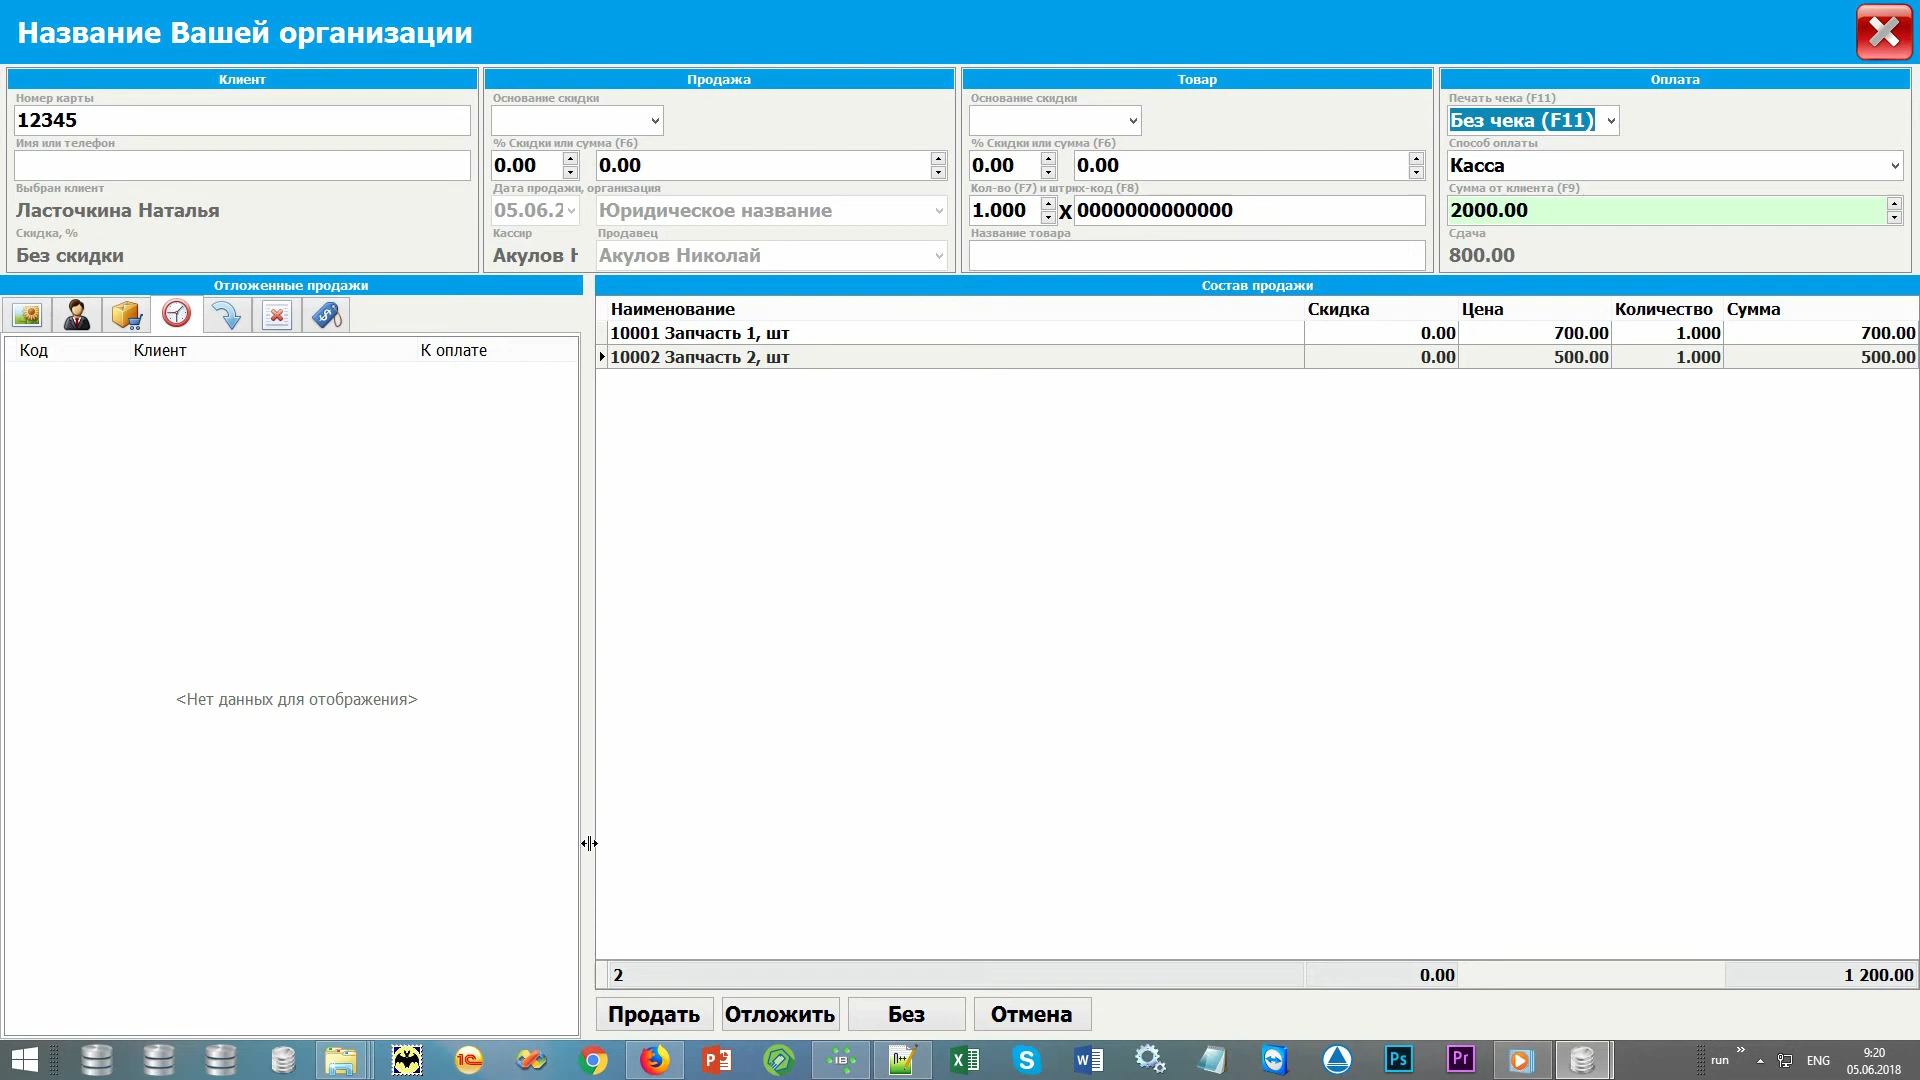 Название Вашей организации
Клиент
Номер карты
12345
Имя или телефон
Выбран клиент
Ласточкина Наталья
Скидка, %
Без скидки
Продажа
Основание скидки
% Скидки или сумма (F6)
0.00 0.00
Дата продажи, организация
05.06.2 Юридическое название
Кассир Продавец
Акулов Н Акулов Николай
Товар
Основание скидки
% Скидки или сумма (F6)
0.00 0.00
Кол-во (F7) и штрих-код (F8)
1.000 X 0000000000000
Название товара
Оплата
Печать чека (F11)
Без чека (F11)
Способ оплаты
Касса
Сумма от клиента (F9)
2000.00
Сдача
800.00
Отложенные продажи
Код Клиент К оплате
<Нет данных для отображения>
Состав продажи
Наименование Скидка Цена Количество Сумма
10001 Запчасть 1, шт 0.00 700.00 1.000 700.00
10002 Запчасть 2, шт 0.00 500.00 1.000 500.00
2 0.00 1 200.00
Продать Отложить Без Отмена
run ENG 9:20
05.06.2018